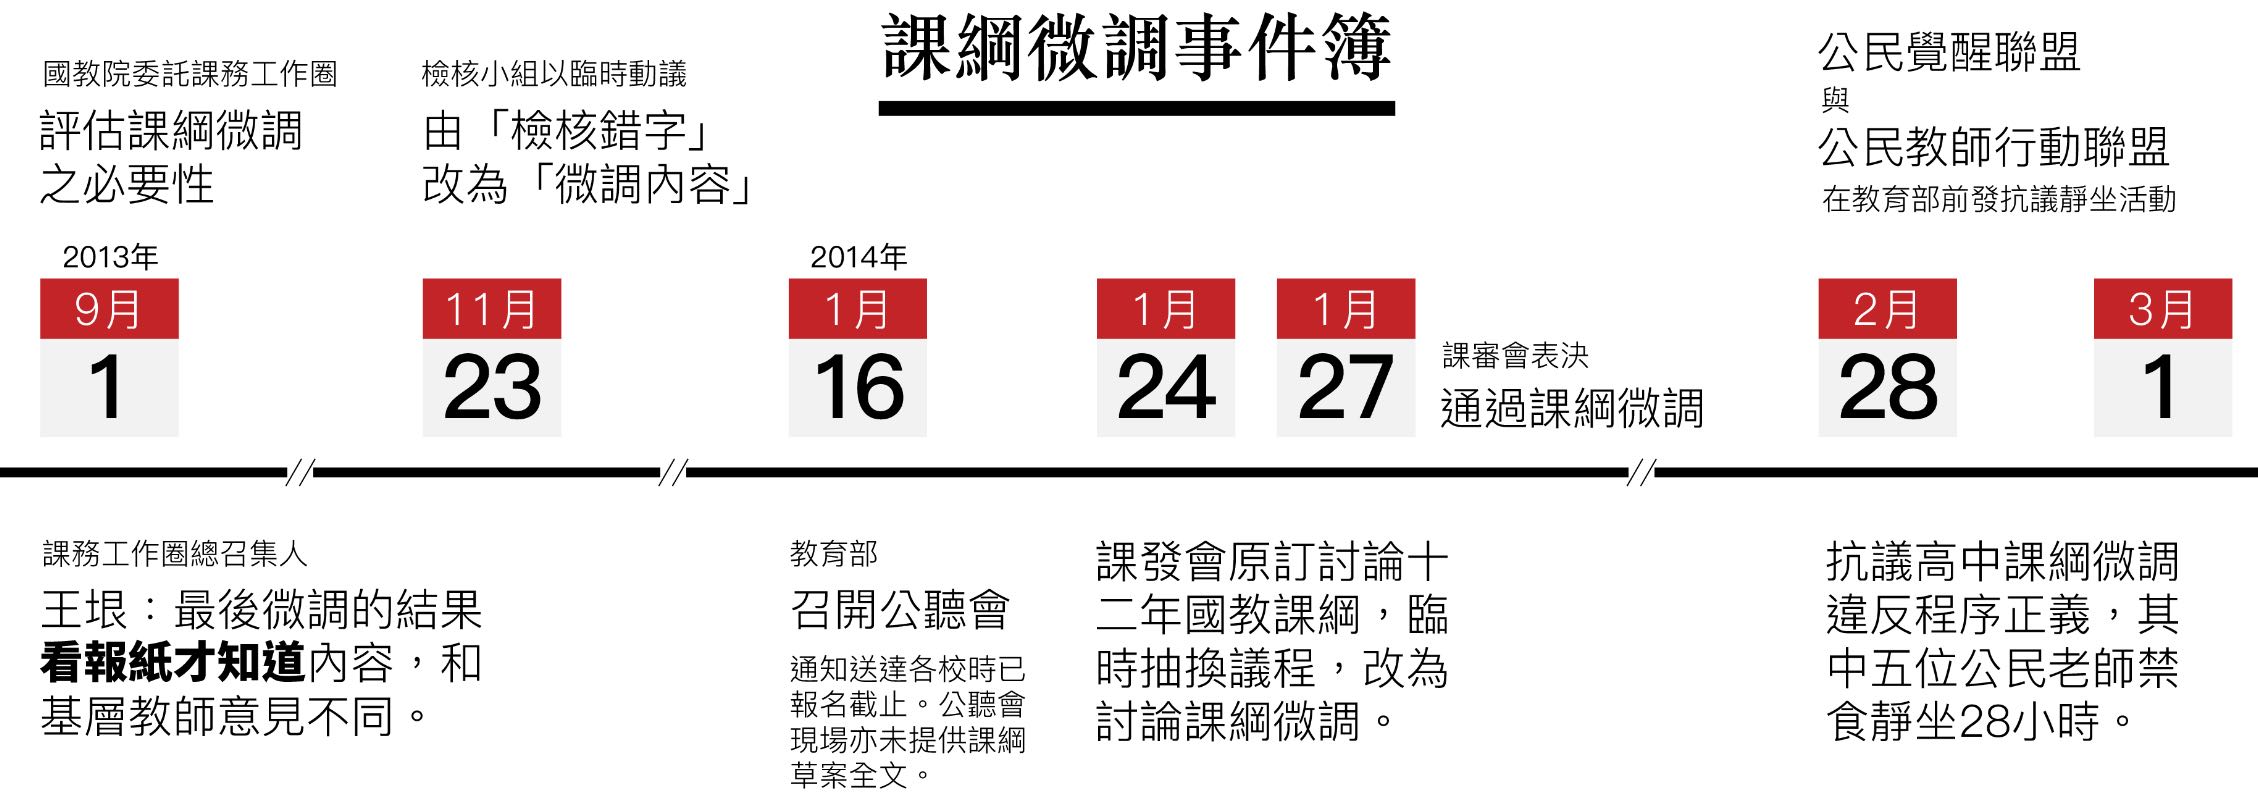 課綱微調事件簿
國教院委託課務工作圈
評估課綱微調
之必要性
2013年
9月
1
課務工作圈總召集人
王垠：最後微調的結果
看報紙才知道內容，和
基層教師意見不同。
檢核小組以臨時動議
由「檢核錯字」
改為「微調內容」
11月
23
2014年
1月
16
教育部
召開公聽會
通知送達各校時已
報名截止。公聽會
現場亦未提供課綱
草案全文。
1月
24
課發會原訂討論十
二年國教課綱，臨
時抽換議程，改為
討論課綱微調。
1月
27
課審會表決
通過課綱微調
公民覺醒聯盟
與
公民教師行動聯盟
在教育部前發抗議靜坐活動
2月
28
3月
1
抗議高中課綱微調
違反程序正義，其
中五位公民老師禁
食靜坐28小時。